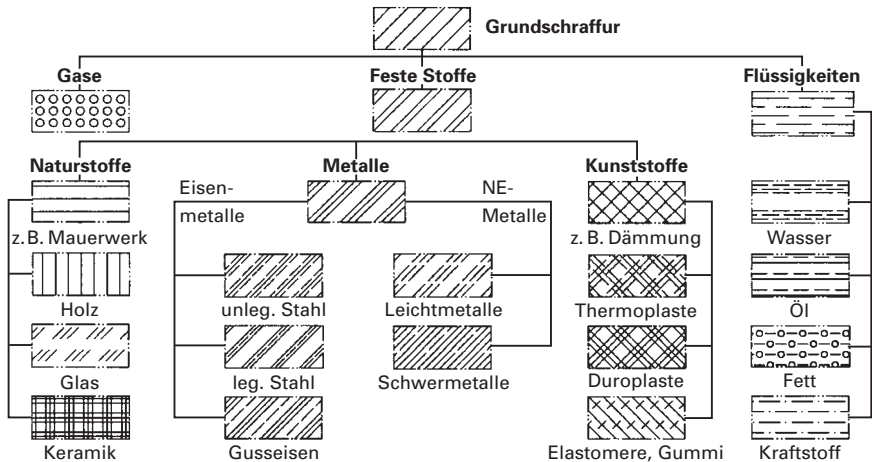 Grundschraffur
Gase
Feste Stoffe
Flüssigkeiten
Naturstoffe
Metalle
Kunststoffe
Eisen-
metalle
NE-
Metalle
z. B. Mauerwerk
z. B. Dämmung
Wasser
Holz
unleg. Stahl
Leichtmetalle
Thermoplaste
Öl
Glas
leg. Stahl
Schwermetalle
Duroplaste
Fett
Keramik
Gusseisen
Elastomere, Gummi
Kraftstoff